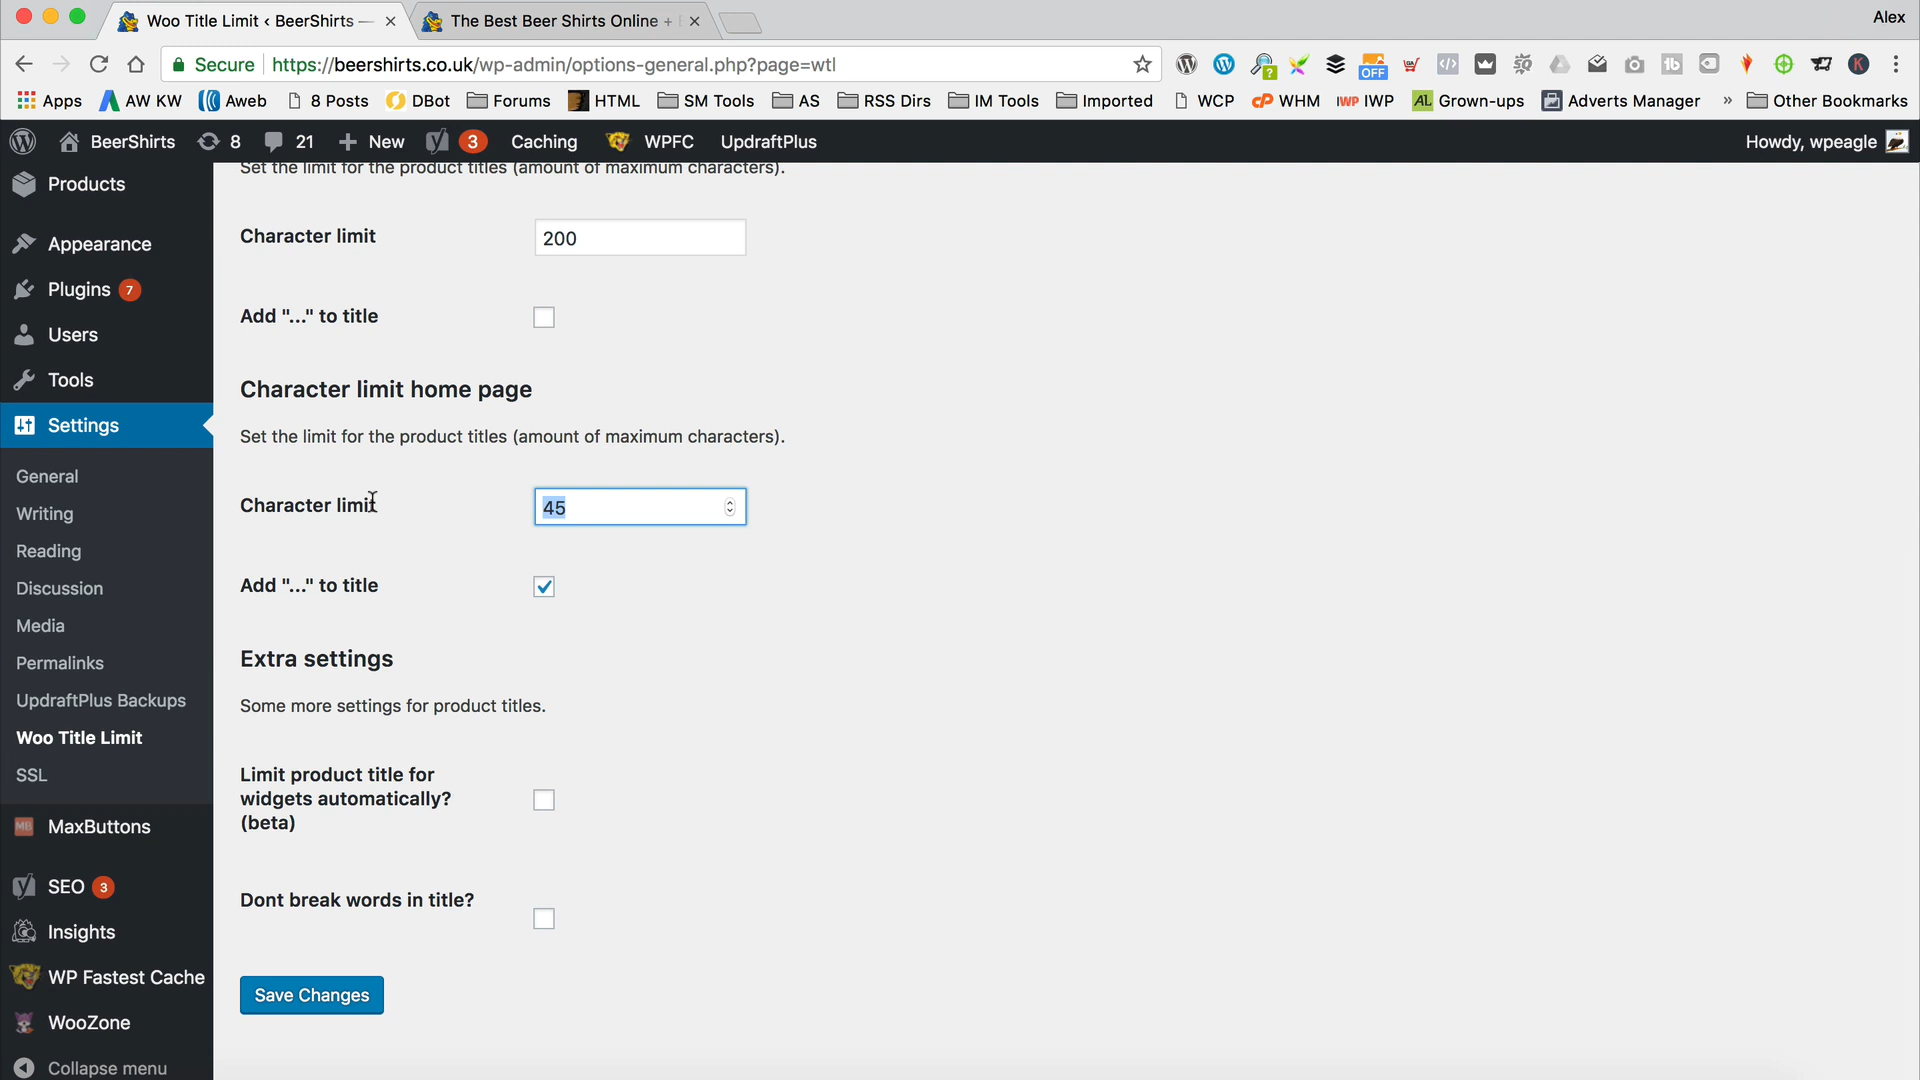 Woo Title Limit ‹ BeerShirts —
The Best Beer Shirts Online +
Alex
Secure https://beershirts.co.uk/wp-admin/options-general.php?page=wtl
Apps AW KW Aweb 8 Posts DBot Forums HTML SM Tools AS RSS Dirs IM Tools Imported WCP WHM IWP Grown-ups Adverts Manager » Other Bookmarks
BeerShirts 8 21 New 3 Caching WPFC UpdraftPlus Howdy, wpeagle
Products
Appearance
Plugins 7
Users
Tools
Settings
General
Writing
Reading
Discussion
Media
Permalinks
UpdraftPlus Backups
Woo Title Limit
SSL
MaxButtons
SEO 3
Insights
WP Fastest Cache
WooZone
Collapse menu
Set the limit for the product titles (amount of maximum characters).
Character limit 200
Add "..." to title
Character limit home page
Set the limit for the product titles (amount of maximum characters).
Character limit 45
Add "..." to title
Extra settings
Some more settings for product titles.
Limit product title for
widgets automatically?
(beta)
Dont break words in title?
Save Changes